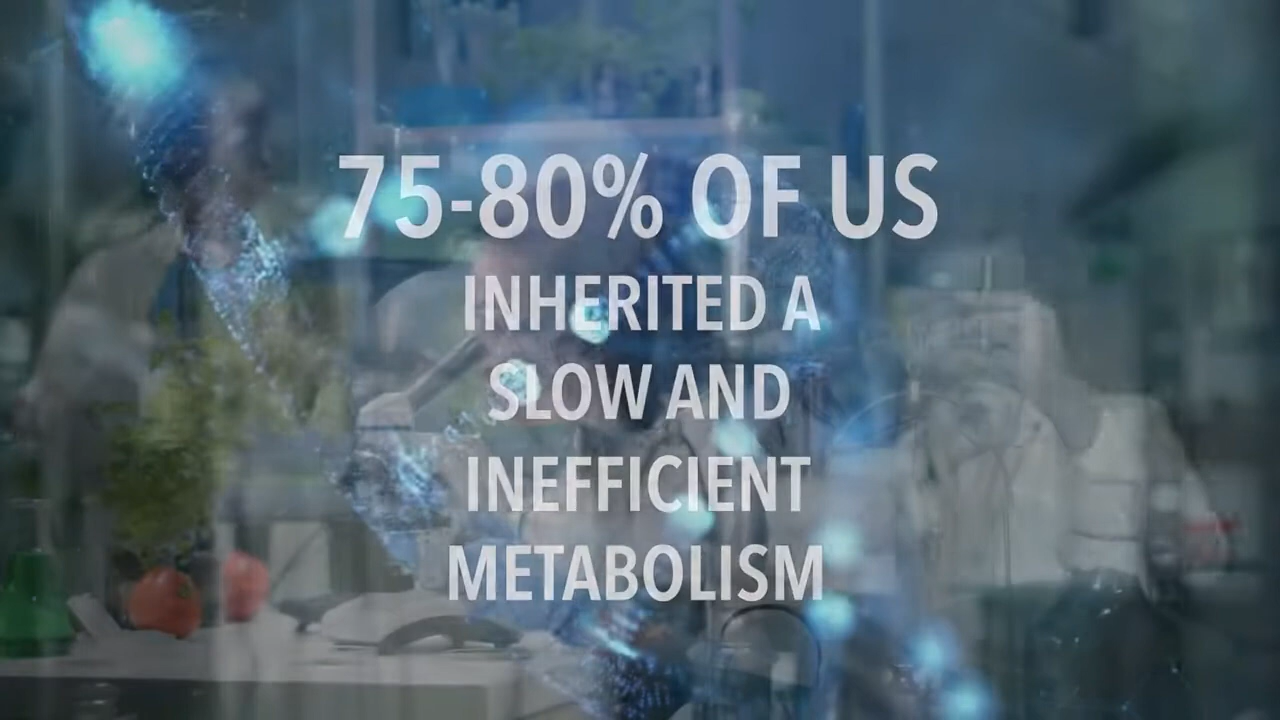 75-80% OF US
INHERITED A
SLOW AND
INEFFICIENT
METABOLISM